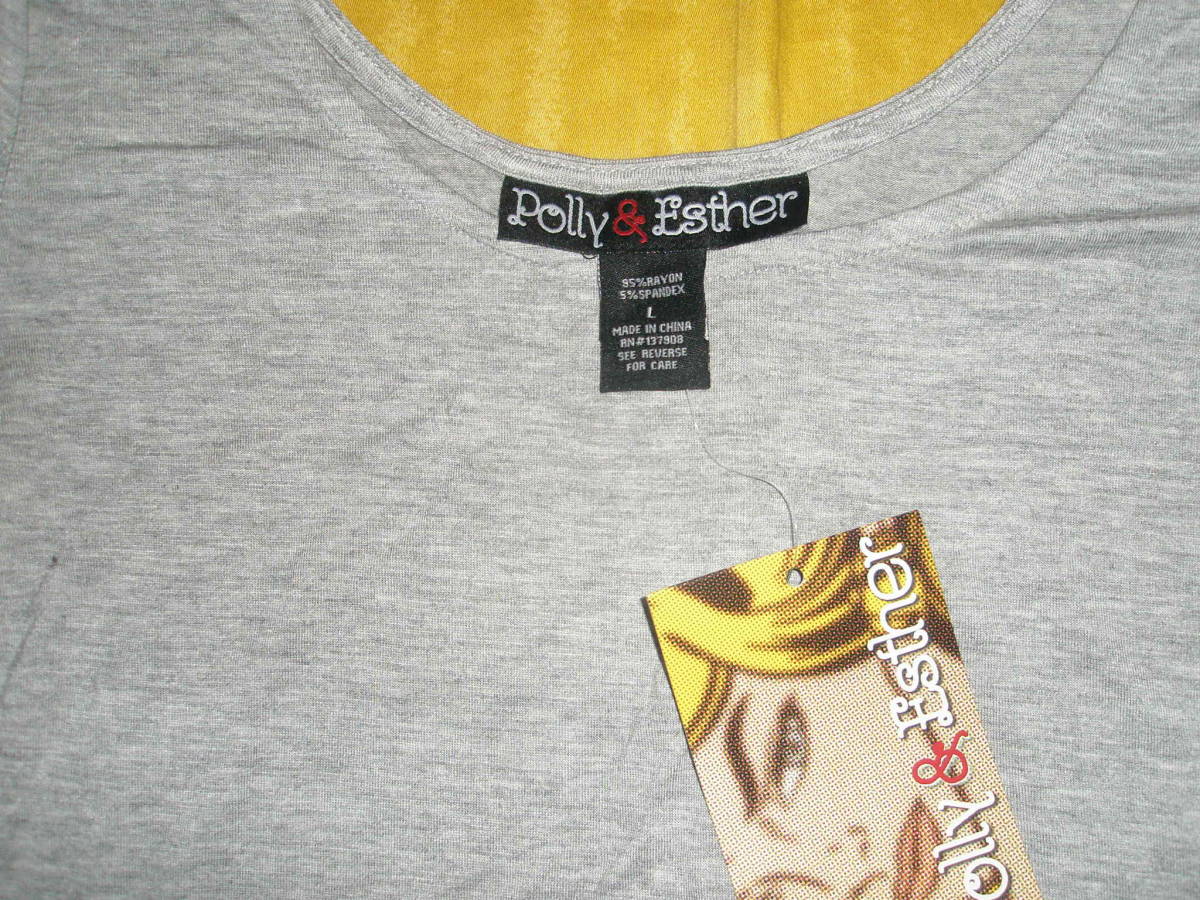 Polly & Esther
95%RAYON
5%SPANDEX
L
MADE IN CHINA
RN#137908
SEE REVERSE
FOR CARE
olly & Esther